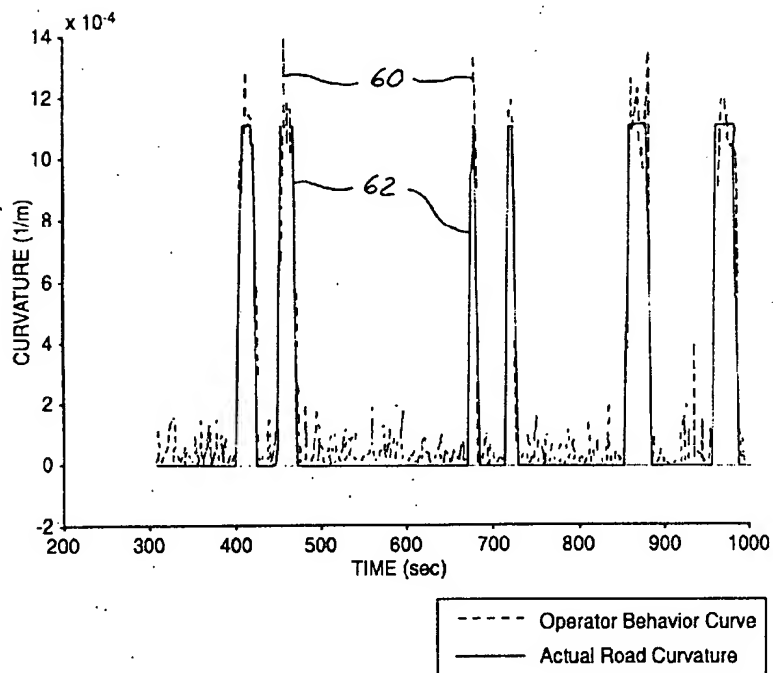 x 10-4
14
12
10
8
6
4
2
0
-2
CURVATURE (1/m)
60
62
200 300 400 500 600 700 800 900 1000
TIME (sec)
Operator Behavior Curve
Actual Road Curvature